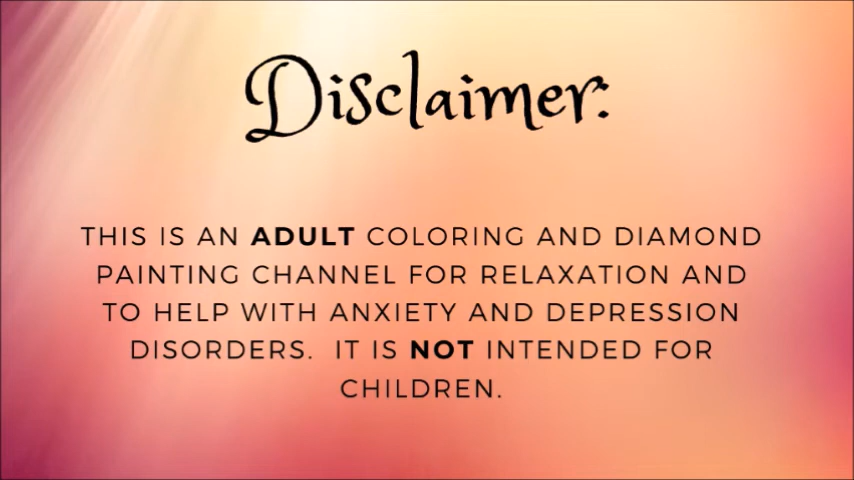 Disclaimer:
THIS IS AN ADULT COLORING AND DIAMOND
PAINTING CHANNEL FOR RELAXATION AND
TO HELP WITH ANXIETY AND DEPRESSION
DISORDERS.  IT IS NOT INTENDED FOR
CHILDREN.